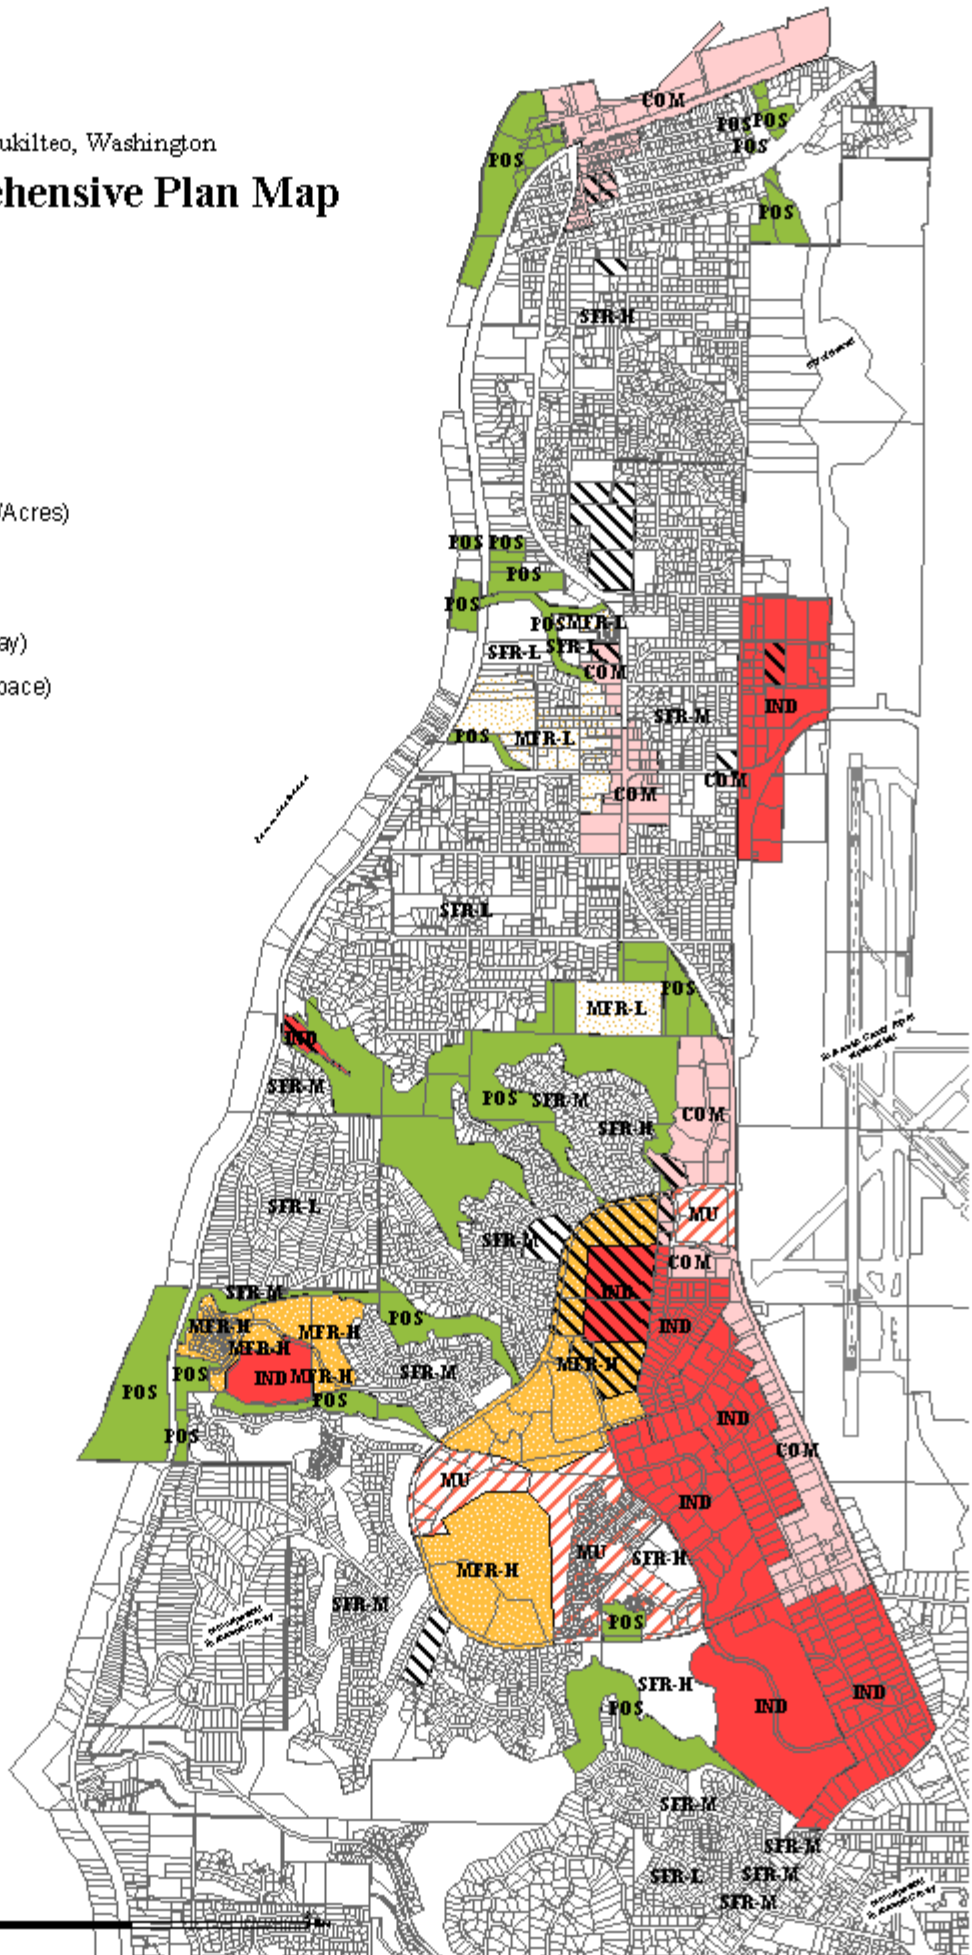 ukilteo, Washington
ehensive Plan Map
COM
POS
POS
POS
POS
POS
SFR-H
/Acres)
POS
POS
POS
POS
POS
MFR-L
SFR-L
SFR-L
COM
ay)
pace)
IND
SFR-M
POS
MFR-L
COM
COM
SFR-L
POS
MFR-L
IND
SFR-M
POS
SFR-M
COM
SFR-H
SFR-L
MU
SFR-M
COM
SFR-M
IND
POS
IND
MFR-H
MFR-H
MFR-H
MFR-H
POS
SFR-M
IND
MFR-H
POS
POS
IND
POS
COM
MU
IND
MU
SFR-H
MFR-H
SFR-M
POS
SFR-H
IND
IND
POS
SFR-M
SFR-M
SFR-L
SFR-M
SFR-M